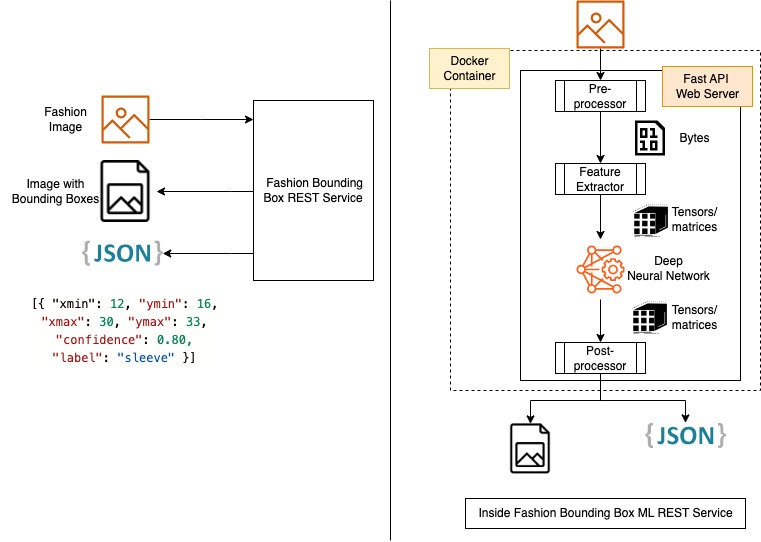 Fashion
Image
Image with
Bounding Boxes
Fashion Bounding
Box REST Service
{JSON}
[{ "xmin": 12, "ymin": 16,
"xmax": 30, "ymax": 33,
"confidence": 0.80,
"label": "sleeve" }]
Docker
Container
Fast API
Web Server
Pre-
processor
01
10
Bytes
Feature
Extractor
Tensors/
matrices
Deep
Neural Network
Tensors/
matrices
Post-
processor
{JSON}
Inside Fashion Bounding Box ML REST Service